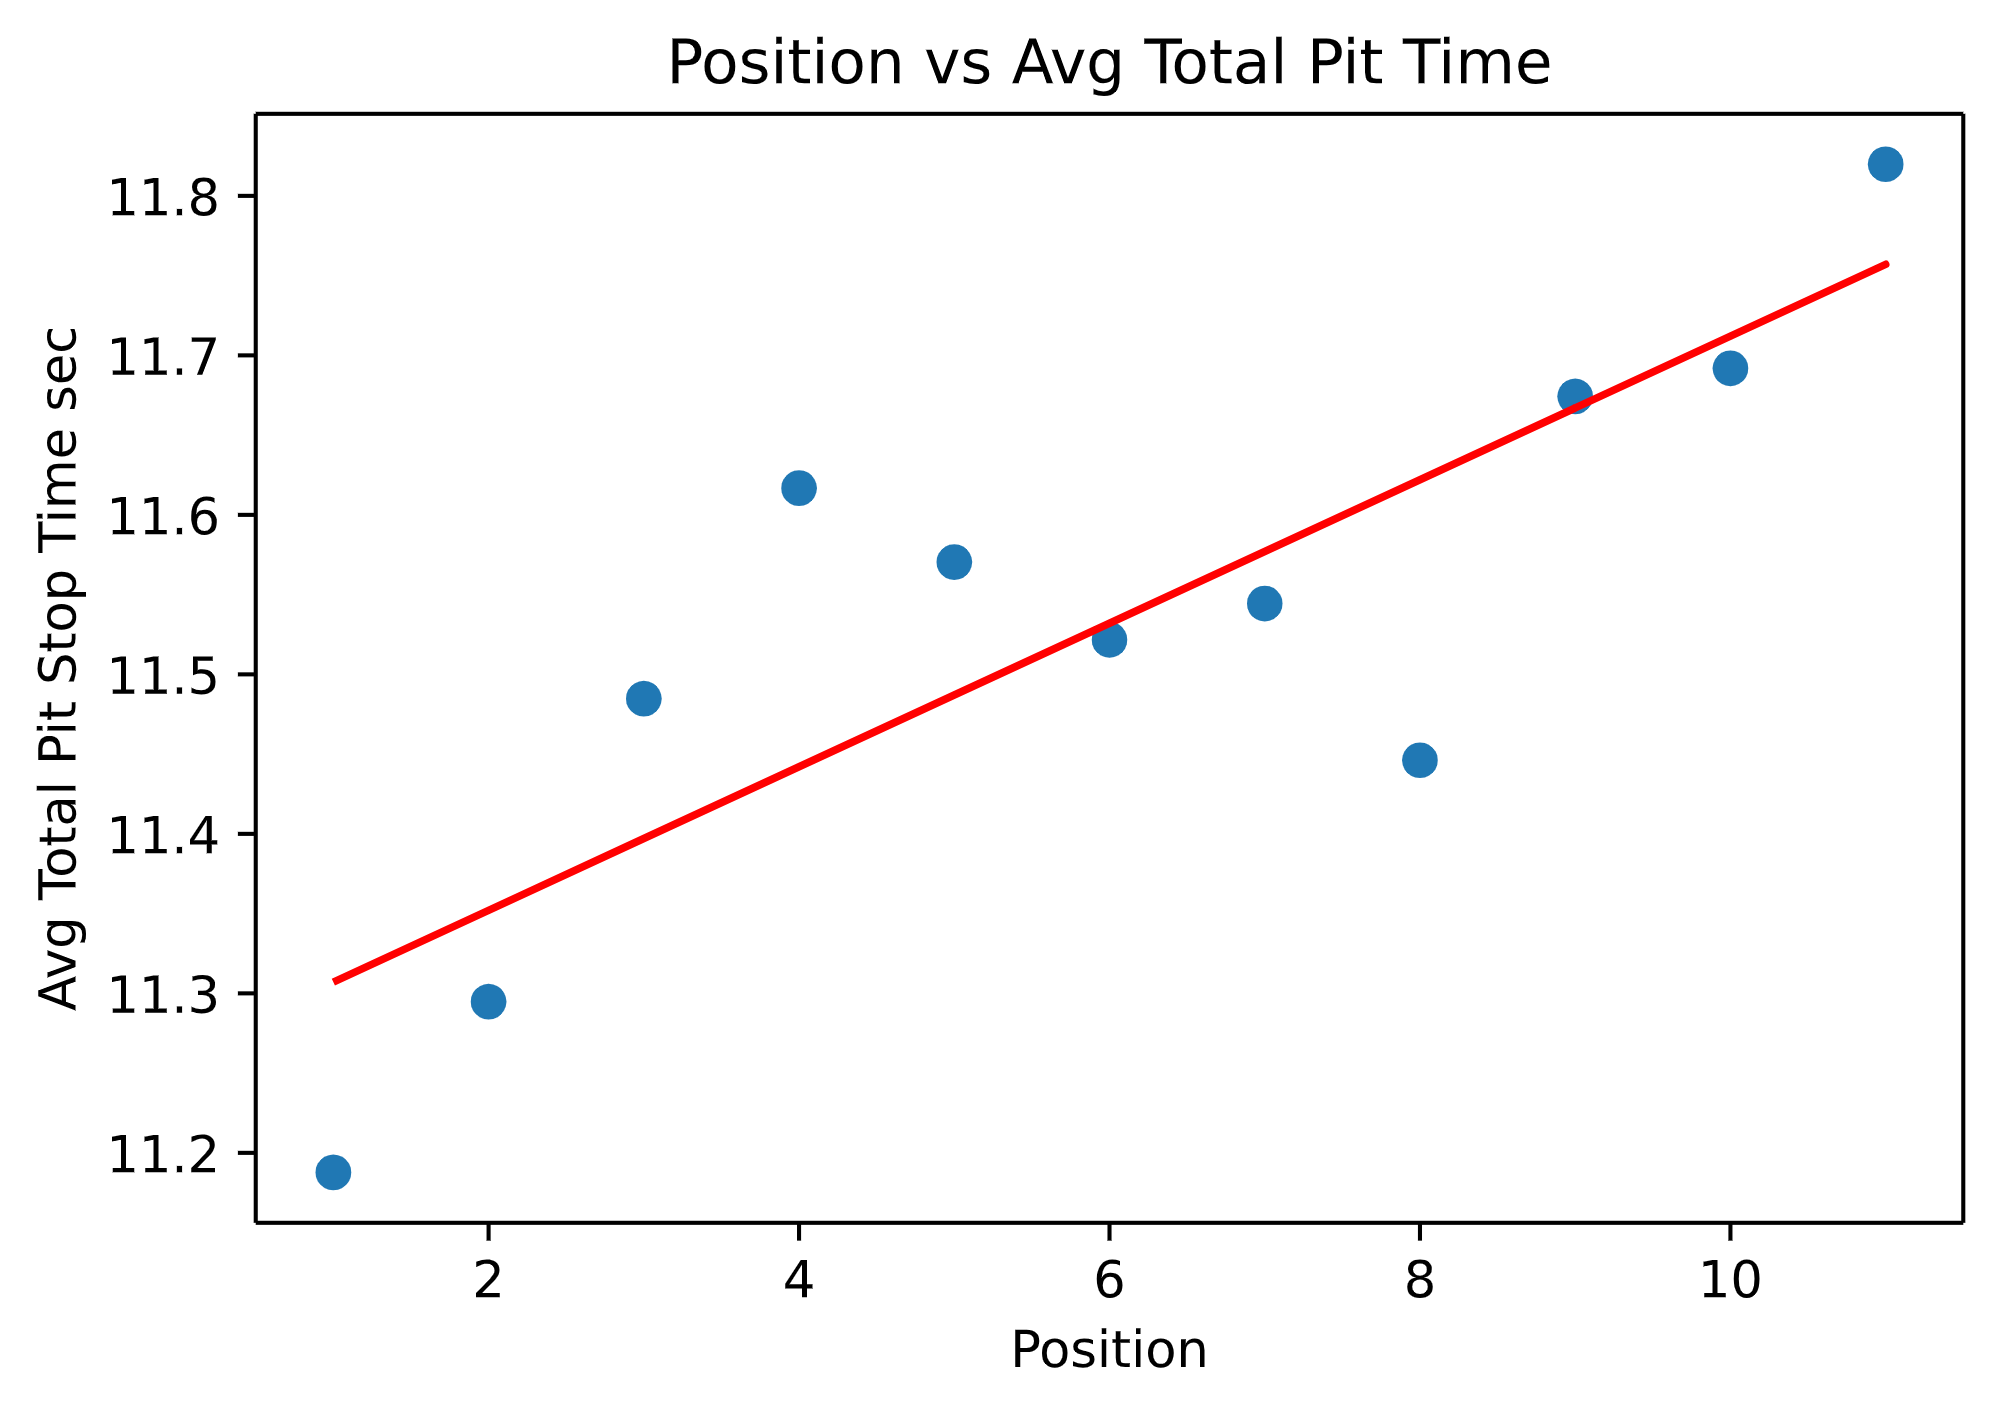 Position vs Avg Total Pit Time
Avg Total Pit Stop Time sec
11.8
11.7
11.6
11.5
11.4
11.3
11.2
2 4 6 8 10
Position